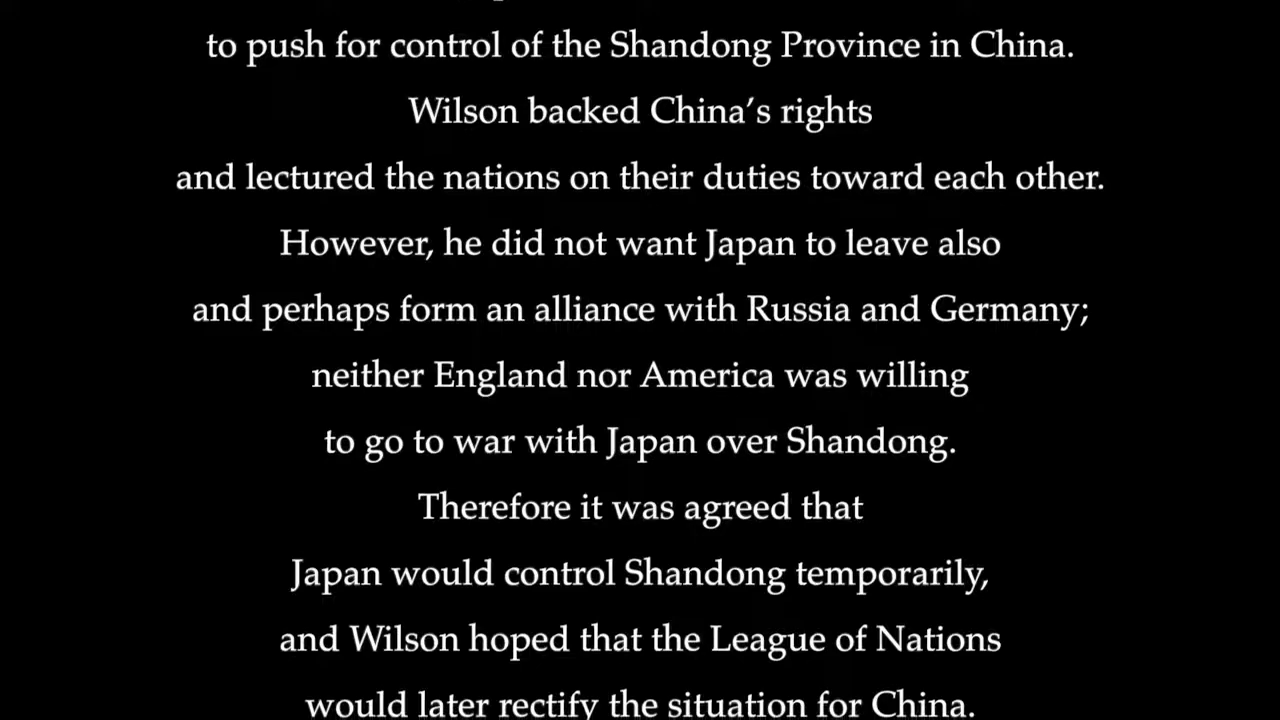 to push for control of the Shandong Province in China.
Wilson backed China’s rights
and lectured the nations on their duties toward each other.
However, he did not want Japan to leave also
and perhaps form an alliance with Russia and Germany;
neither England nor America was willing
to go to war with Japan over Shandong.
Therefore it was agreed that
Japan would control Shandong temporarily,
and Wilson hoped that the League of Nations
would later rectify the situation for China.